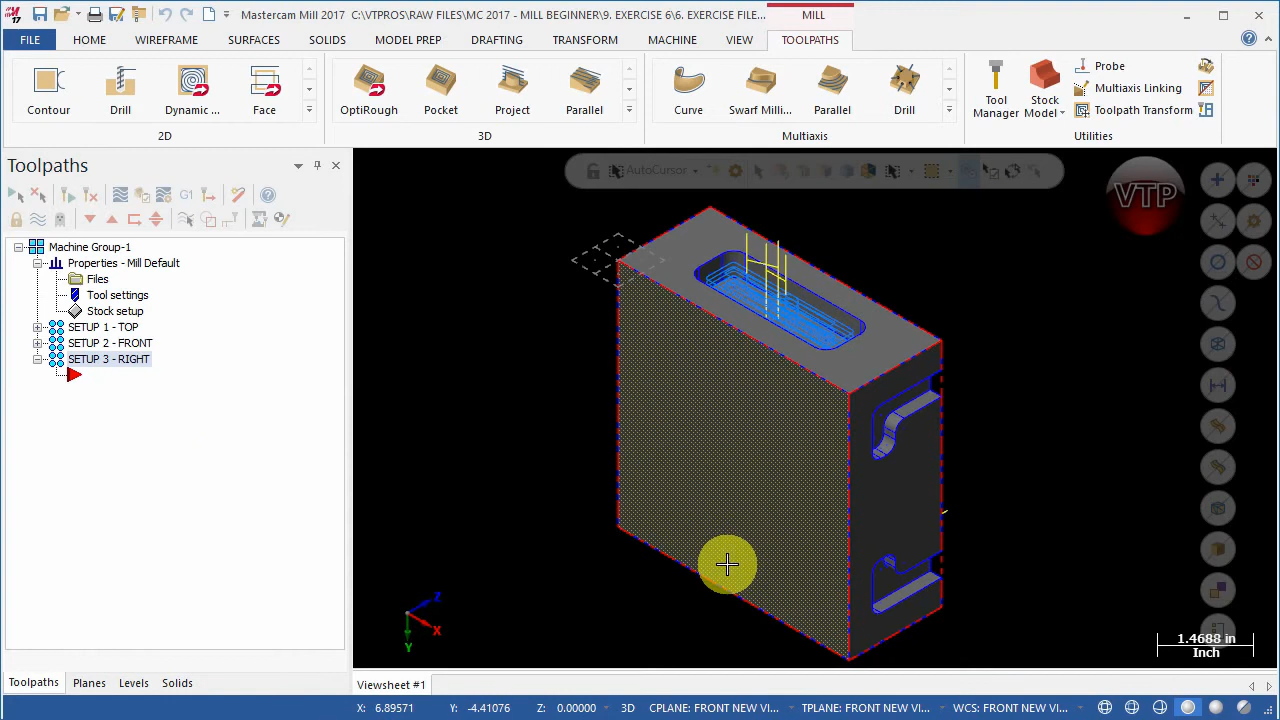 Mastercam Mill 2017 C:\VTPROS\RAW FILES\MC 2017 - MILL BEGINNER\9. EXERCISE 6\6. EXERCISE FILE...
MILL
FILE HOME WIREFRAME SURFACES SOLIDS MODEL PREP DRAFTING TRANSFORM MACHINE VIEW TOOLPATHS
Contour Drill Dynamic ... Face
2D
OptiRough Pocket Project Parallel
3D
Curve Swarf Milli... Parallel Drill
Multiaxis
Tool Manager
Stock Model
Probe
Multiaxis Linking
Toolpath Transform
Utilities
Toolpaths
G1
AutoCursor
VTP
Machine Group-1
Properties - Mill Default
Files
Tool settings
Stock setup
SETUP 1 - TOP
SETUP 2 - FRONT
SETUP 3 - RIGHT
Z
X
Y
1.4688 in
Inch
Toolpaths Planes Levels Solids
Viewsheet #1
X: 6.89571 Y: -4.41076 Z: 0.00000 3D CPLANE: FRONT NEW VI... TPLANE: FRONT NEW VI... WCS: FRONT NEW VI...